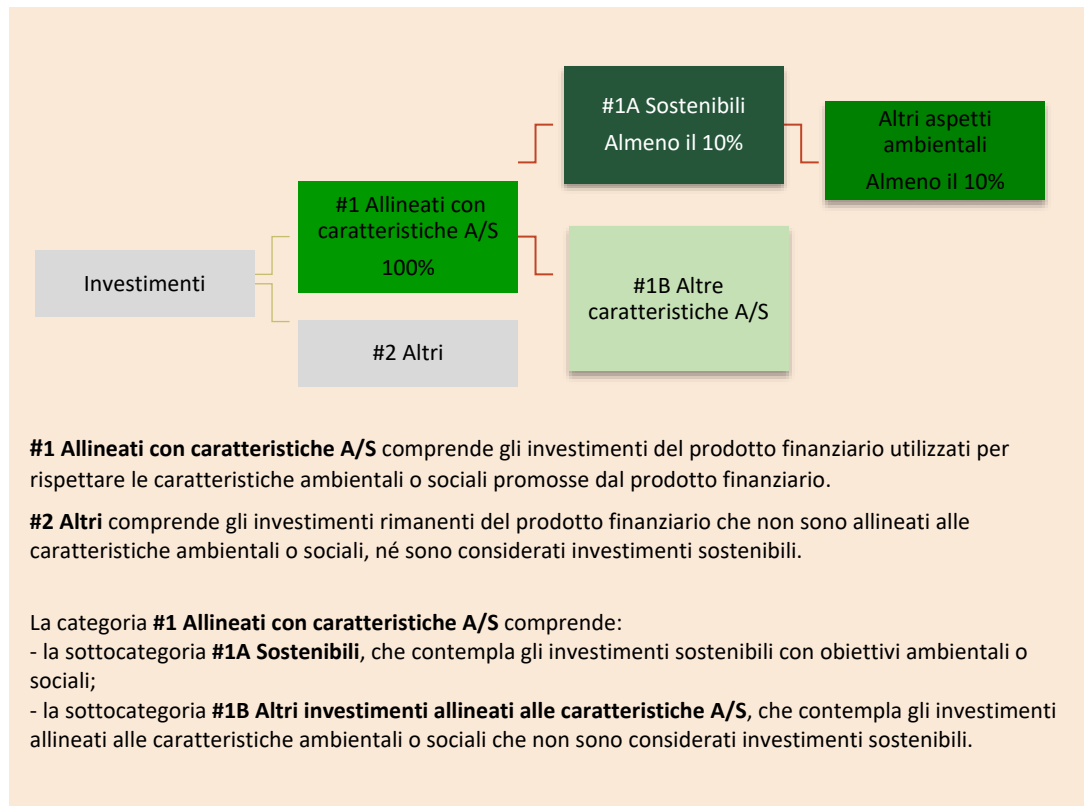 #1A Sostenibili
Almeno il 10%
Altri aspetti
ambientali
Almeno il 10%
#1 Allineati con
caratteristiche A/S
100%
Investimenti
#1B Altre
caratteristiche A/S
#2 Altri
#1 Allineati con caratteristiche A/S comprende gli investimenti del prodotto finanziario utilizzati per
rispettare le caratteristiche ambientali o sociali promosse dal prodotto finanziario.
#2 Altri comprende gli investimenti rimanenti del prodotto finanziario che non sono allineati alle
caratteristiche ambientali o sociali, né sono considerati investimenti sostenibili.
La categoria #1 Allineati con caratteristiche A/S comprende:
- la sottocategoria #1A Sostenibili, che contempla gli investimenti sostenibili con obiettivi ambientali o
sociali;
- la sottocategoria #1B Altri investimenti allineati alle caratteristiche A/S, che contempla gli investimenti
allineati alle caratteristiche ambientali o sociali che non sono considerati investimenti sostenibili.